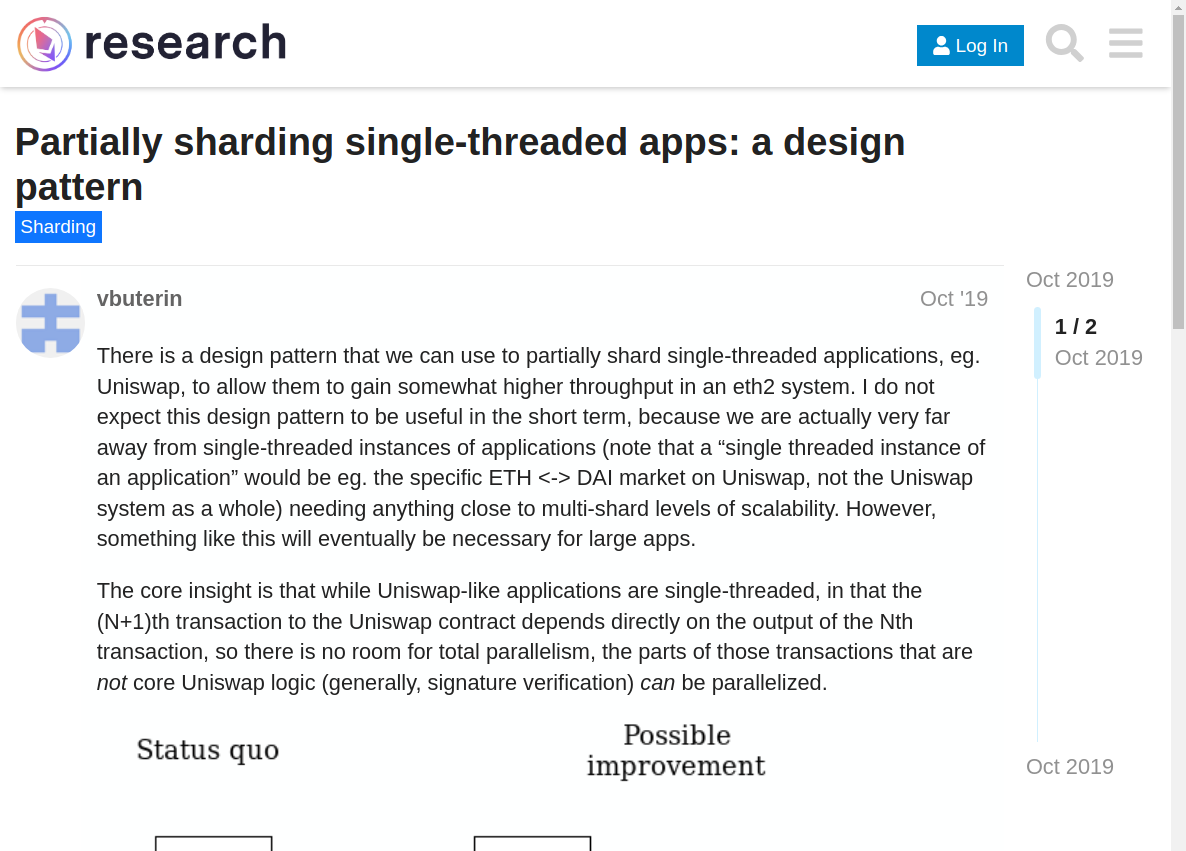 research
Log In
Partially sharding single-threaded apps: a design
pattern
Sharding
Oct 2019
vbuterin
Oct '19
1 / 2
Oct 2019
There is a design pattern that we can use to partially shard single-threaded applications, eg.
Uniswap, to allow them to gain somewhat higher throughput in an eth2 system. I do not
expect this design pattern to be useful in the short term, because we are actually very far
away from single-threaded instances of applications (note that a “single threaded instance of
an application” would be eg. the specific ETH <-> DAI market on Uniswap, not the Uniswap
system as a whole) needing anything close to multi-shard levels of scalability. However,
something like this will eventually be necessary for large apps.
The core insight is that while Uniswap-like applications are single-threaded, in that the
(N+1)th transaction to the Uniswap contract depends directly on the output of the Nth
transaction, so there is no room for total parallelism, the parts of those transactions that are
not core Uniswap logic (generally, signature verification) can be parallelized.
Status quo
Possible
improvement
Oct 2019